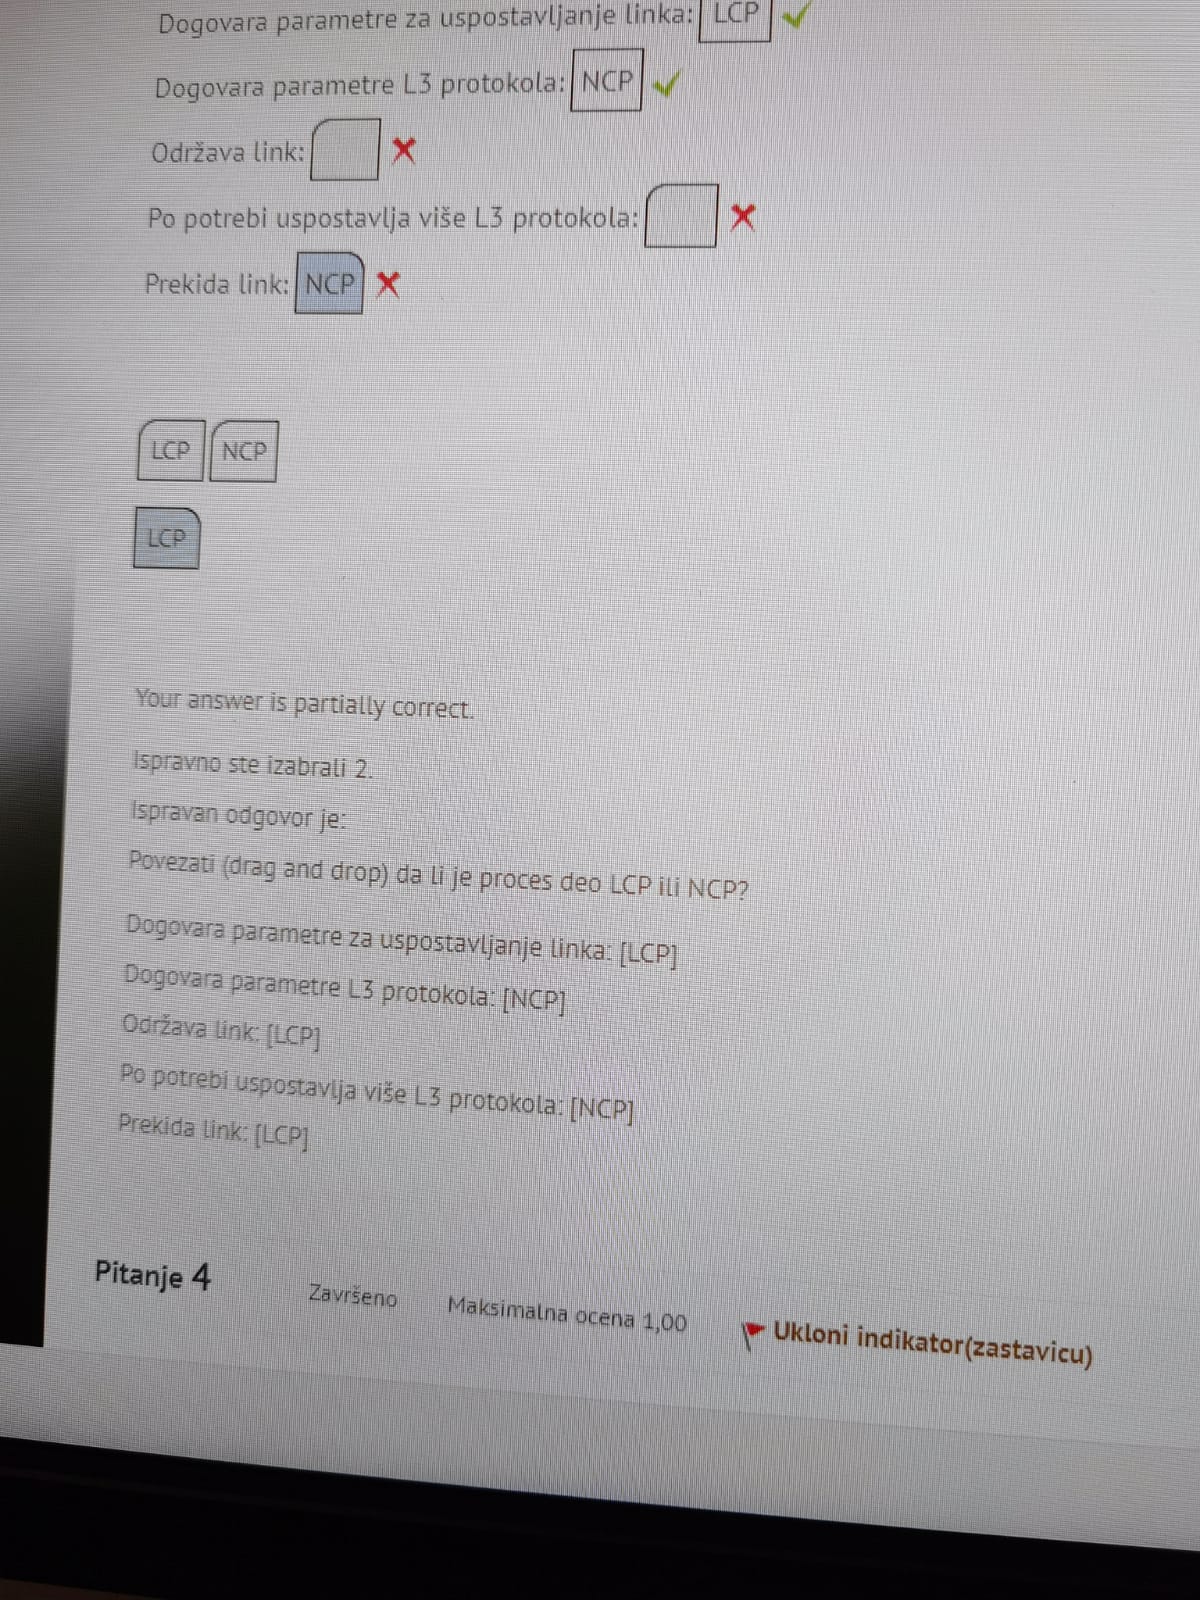 Dogovara parametre za uspostavljanje linka: LCP
Dogovara parametre L3 protokola: NCP
Održava link:
Po potrebi uspostavlja više L3 protokola:
Prekida link: NCP
LCP NCP
LCP
Your answer is partially correct.
Ispravno ste izabrali 2.
Ispravan odgovor je:
Povezati (drag and drop) da li je proces deo LCP ili NCP?
Dogovara parametre za uspostavljanje linka: [LCP]
Dogovara parametre L3 protokola: [NCP]
Održava link: [LCP]
Po potrebi uspostavlja više L3 protokola: [NCP]
Prekida link: [LCP]
Pitanje 4 Završeno Maksimalna ocena 1,00 Ukloni indikator(zastavicu)